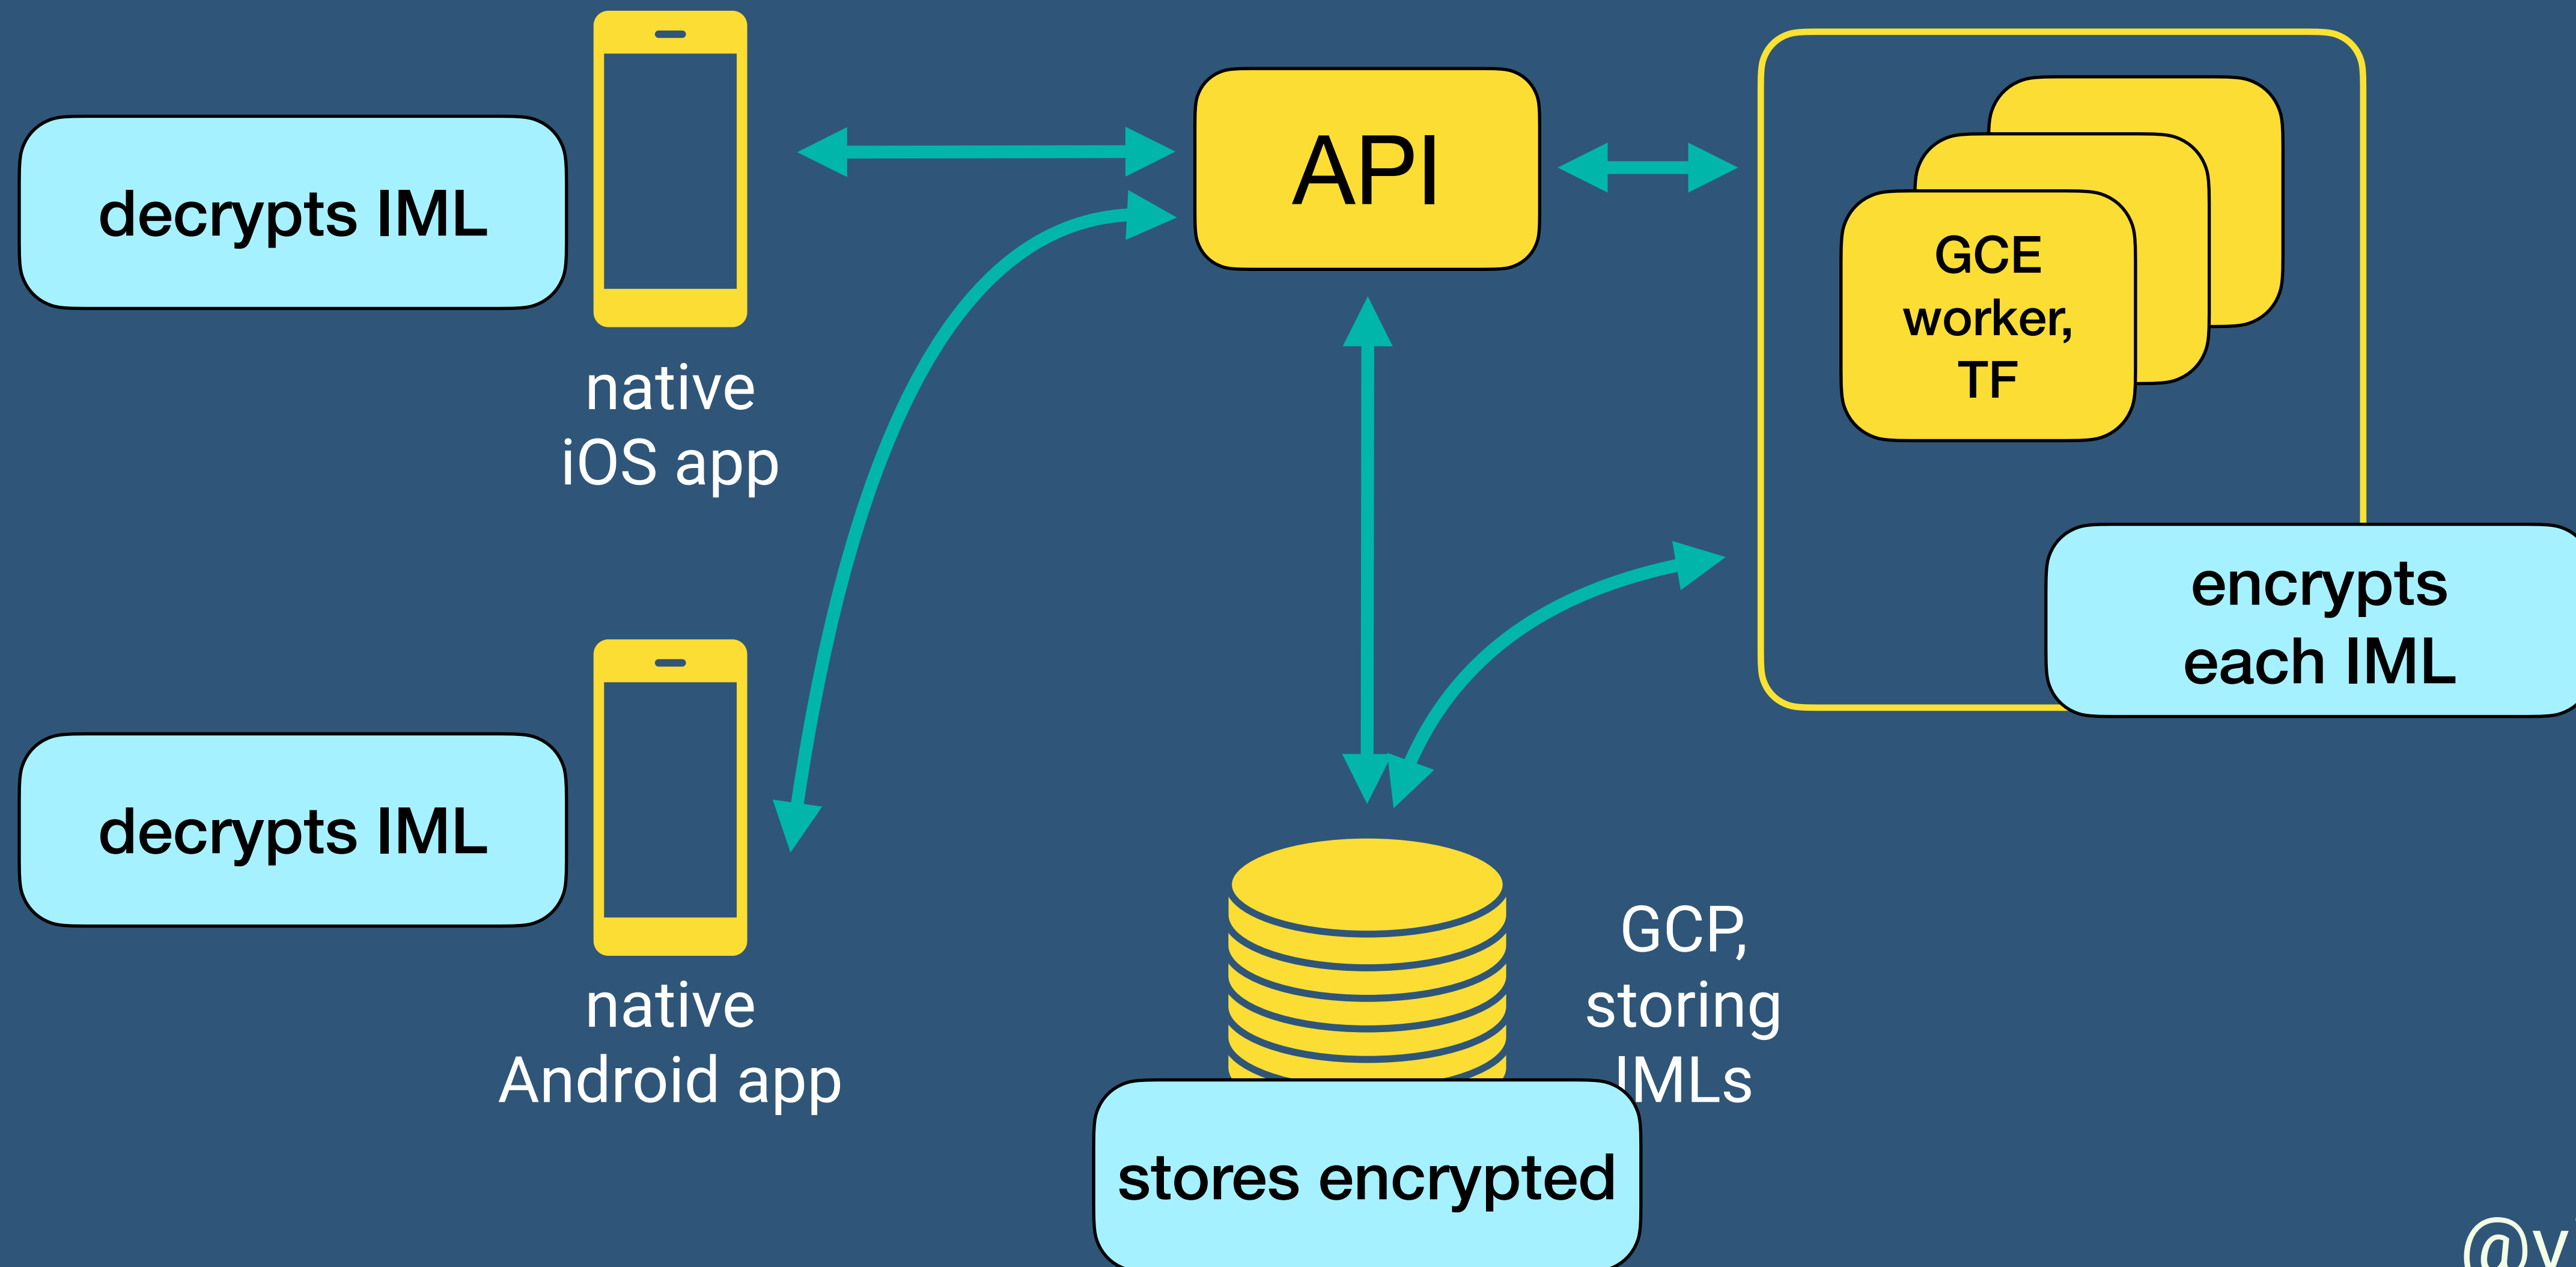 decrypts IML
native
iOS app
API
GCE
worker,
TF
encrypts
each IML
decrypts IML
native
Android app
GCP,
storing
IMLs
stores encrypted